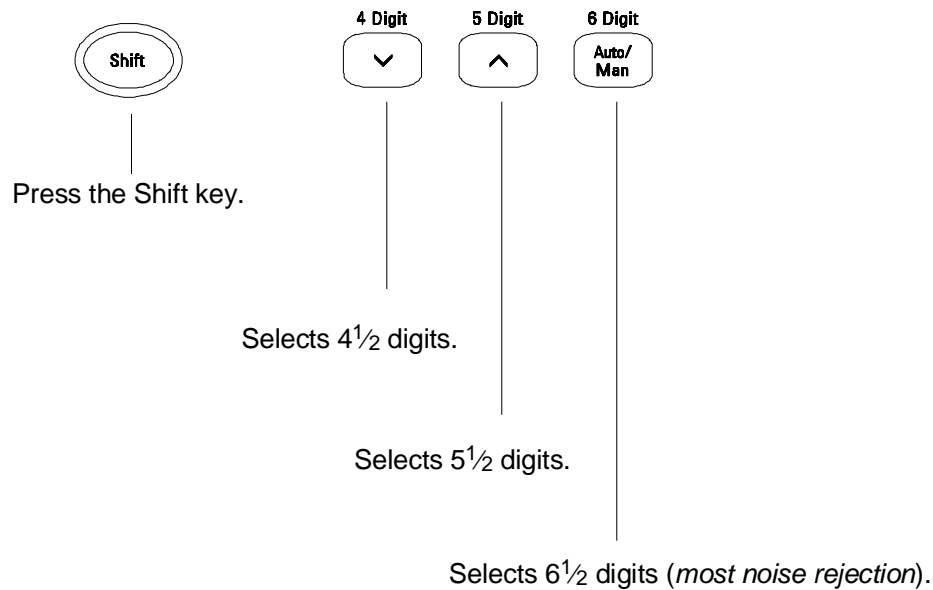 4 Digit
5 Digit
6 Digit
Shift
Auto/
Man
Press the Shift key.
Selects 4½ digits.
Selects 5½ digits.
Selects 6½ digits (most noise rejection).